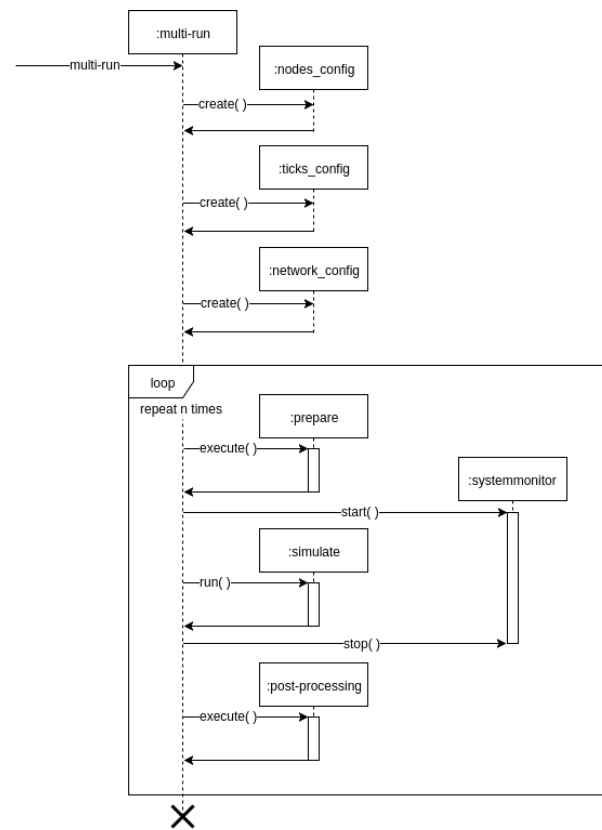 :multi-run
multi-run
:nodes_config
create( )
:ticks_config
create( )
:network_config
create( )
loop
repeat n times
:prepare
execute( )
:systemmonitor
start( )
:simulate
run( )
stop( )
:post-processing
execute( )